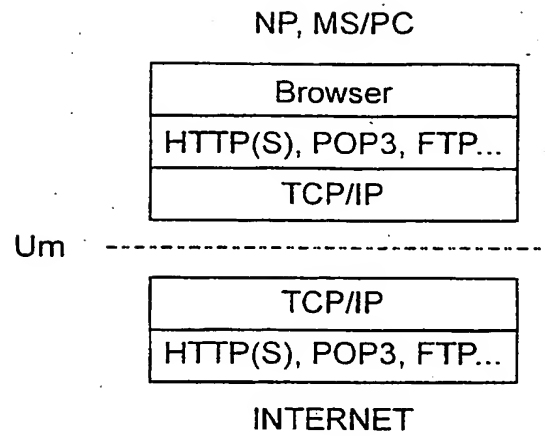 NP, MS/PC
Browser
HTTP(S), POP3, FTP...
TCP/IP
Um
TCP/IP
HTTP(S), POP3, FTP...
INTERNET